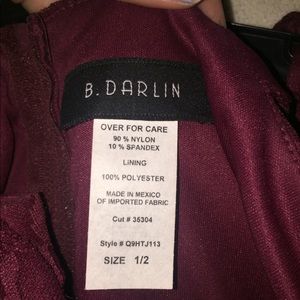 B. DARLIN
OVER FOR CARE
90 % NYLON
10 % SPANDEX
LINING
100% POLYESTER
MADE IN MEXICO
OF IMPORTED FABRIC
Cut # 35304
Style # Q9HTJ113
SIZE 1/2